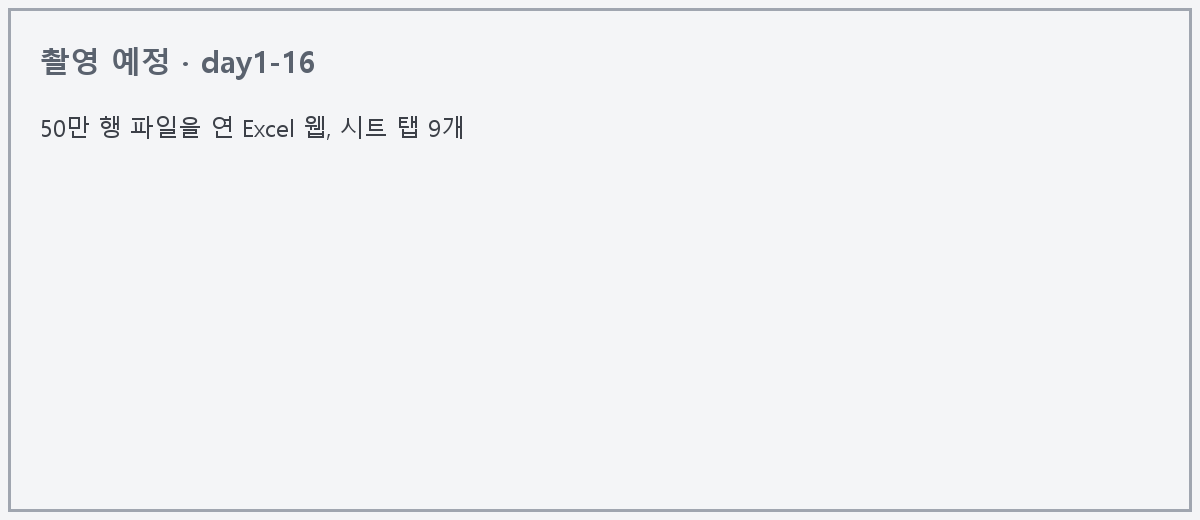 촬영 예정 · day1-16
50만 행 파일을 연 Excel 웹, 시트 탭 9개